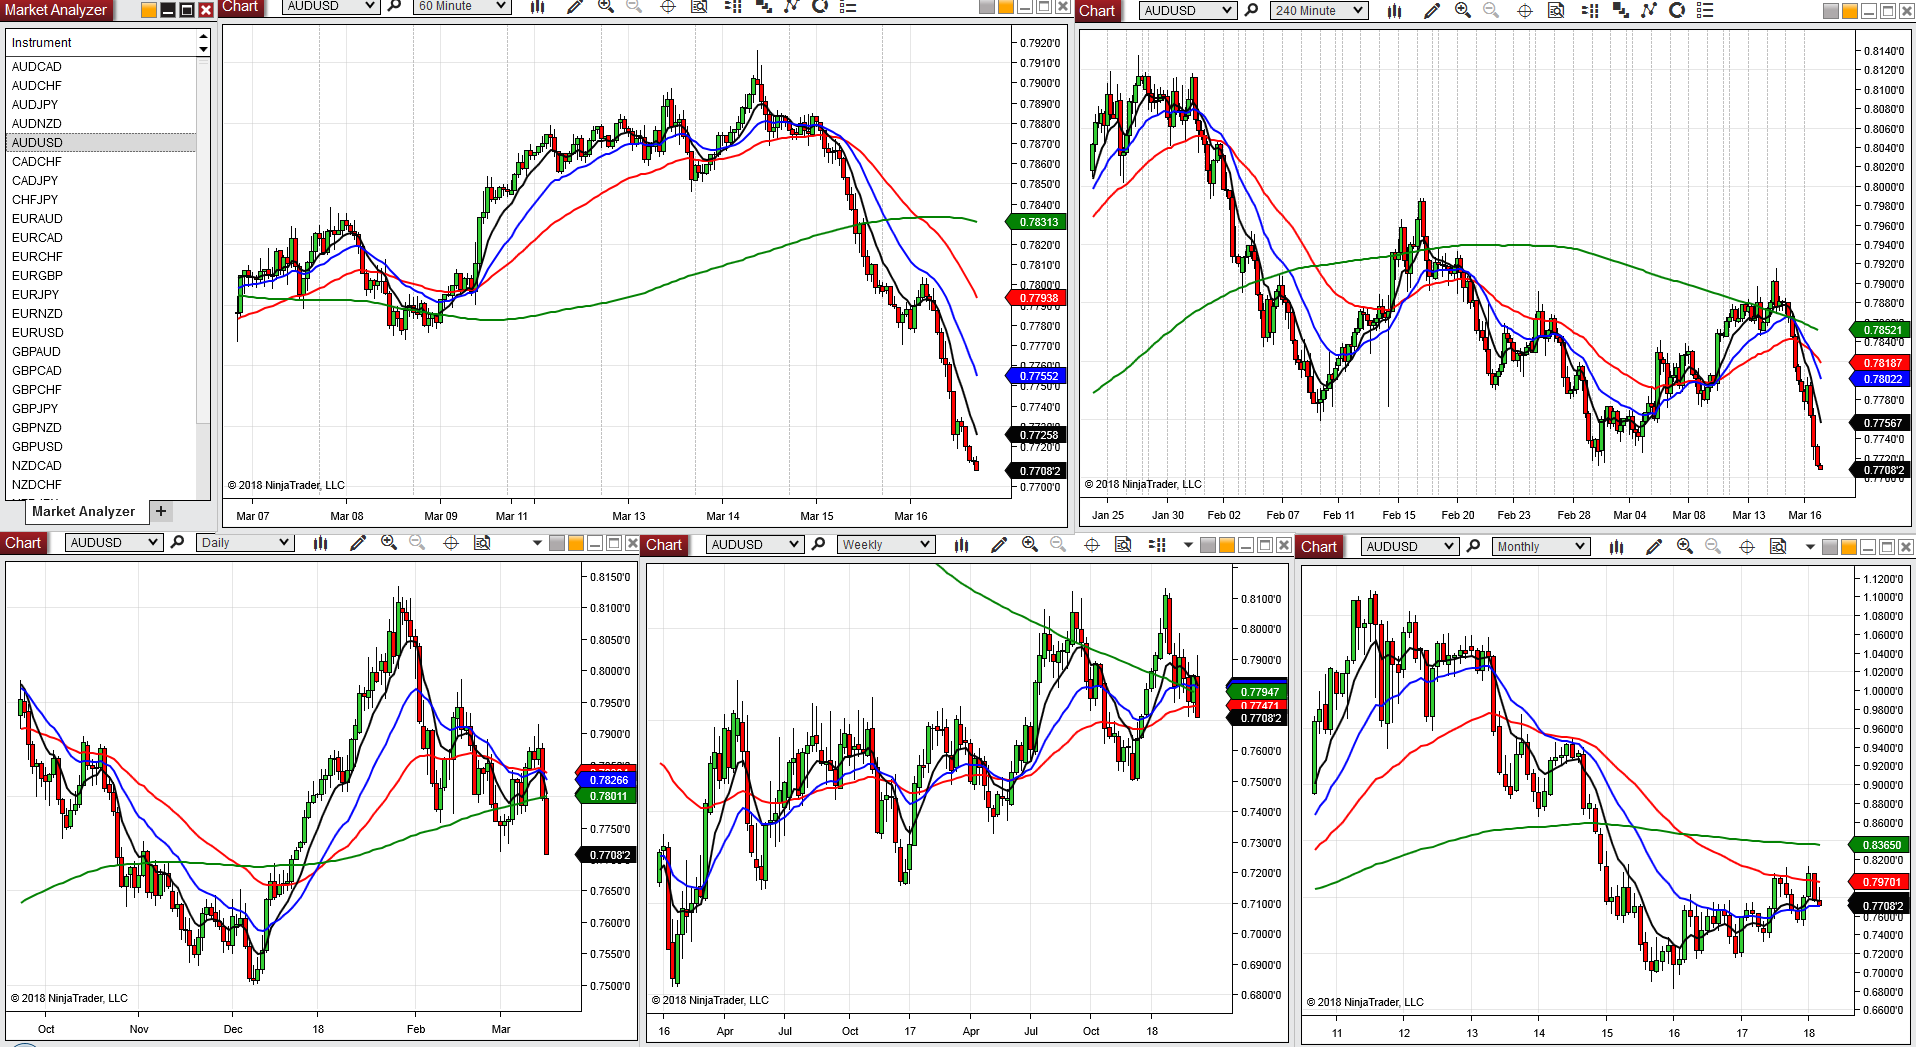 Market Analyzer
Instrument
AUDCAD
AUDCHF
AUDJPY
AUDNZD
AUDUSD
CADCHF
CADJPY
CHFJPY
EURAUD
EURCAD
EURCHF
EURGBP
EURJPY
EURNZD
EURUSD
GBPAUD
GBPCAD
GBPCHF
GBPJPY
GBPNZD
GBPUSD
NZDCAD
NZDCHF
Market Analyzer +
Chart AUDUSD 60 Minute
0.7920'0
0.7910'0
0.7900'0
0.7890'0
0.7880'0
0.7870'0
0.7860'0
0.7850'0
0.7840'0
0.78313
0.7820'0
0.7810'0
0.7800'0
0.77938
0.7780'0
0.7770'0
0.7760'0
0.77552
0.7750'0
0.7740'0
0.77258
0.7720'0
0.7708'2
0.7700'0
© 2018 NinjaTrader, LLC
Mar 07 Mar 08 Mar 09 Mar 11 Mar 13 Mar 14 Mar 15 Mar 16
Chart AUDUSD 240 Minute
0.8140'0
0.8120'0
0.8100'0
0.8080'0
0.8060'0
0.8040'0
0.8020'0
0.8000'0
0.7980'0
0.7960'0
0.7940'0
0.7920'0
0.7900'0
0.7880'0
0.78521
0.7840'0
0.78187
0.78022
0.7780'0
0.77567
0.7740'0
0.7720'0
0.7708'2
© 2018 NinjaTrader, LLC
Jan 25 Jan 30 Feb 02 Feb 07 Feb 11 Feb 15 Feb 20 Feb 23 Feb 28 Mar 04 Mar 08 Mar 13 Mar 16
Chart AUDUSD Daily
0.8150'0
0.8100'0
0.8050'0
0.8000'0
0.7950'0
0.7900'0
0.78266
0.78011
0.7750'0
0.7708'2
0.7650'0
0.7600'0
0.7550'0
0.7500'0
© 2018 NinjaTrader, LLC
Oct Nov Dec 18 Feb Mar
Chart AUDUSD Weekly
0.8100'0
0.8000'0
0.7900'0
0.77947
0.77471
0.7708'2
0.7600'0
0.7500'0
0.7400'0
0.7300'0
0.7200'0
0.7100'0
0.7000'0
0.6900'0
0.6800'0
© 2018 NinjaTrader, LLC
16 Apr Jul Oct 17 Apr Jul Oct 18
Chart AUDUSD Monthly
1.1200'0
1.1000'0
1.0800'0
1.0600'0
1.0400'0
1.0200'0
1.0000'0
0.9800'0
0.9600'0
0.9400'0
0.9200'0
0.9000'0
0.8800'0
0.8600'0
0.83650
0.8200'0
0.79701
0.7708'2
0.7600'0
0.7400'0
0.7200'0
0.7000'0
0.6800'0
0.6600'0
© 2018 NinjaTrader, LLC
11 12 13 14 15 16 17 18